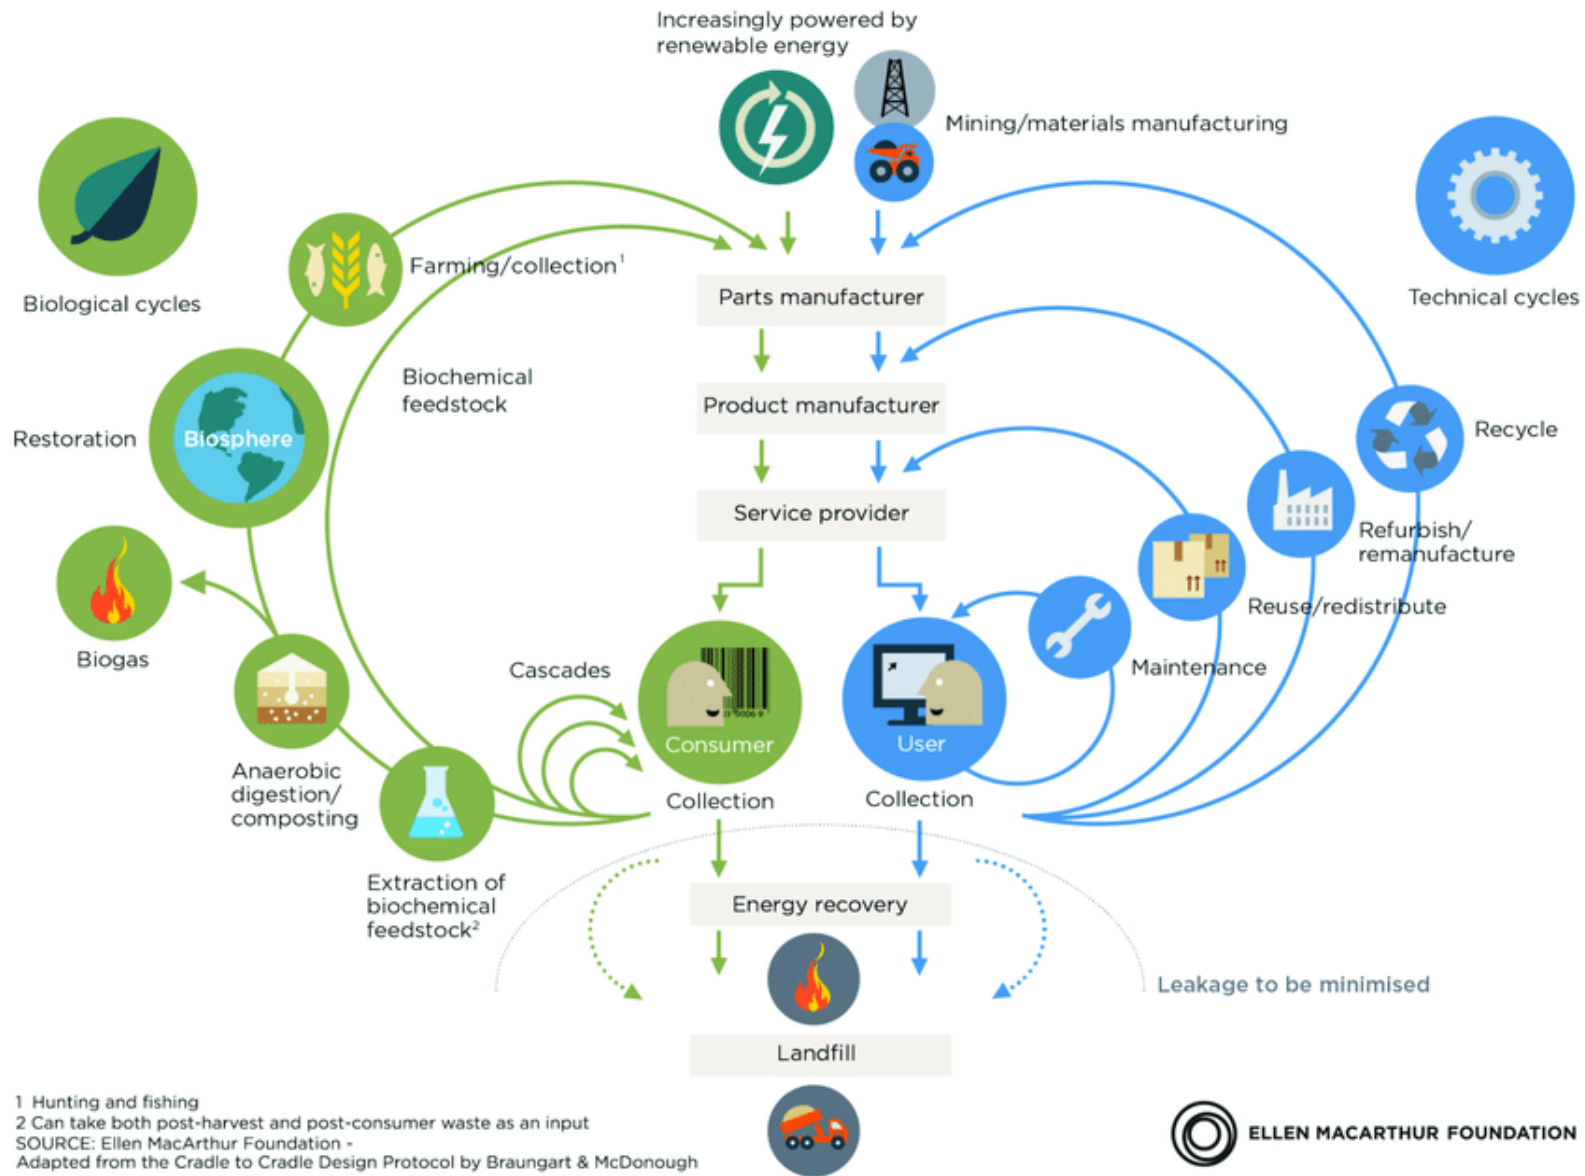 Increasingly powered by
renewable energy
Mining/materials manufacturing
Biological cycles
Technical cycles
Farming/collection¹
Parts manufacturer
Biochemical
feedstock
Product manufacturer
Restoration
Biosphere
Recycle
Service provider
Refurbish/
remanufacture
Reuse/redistribute
Biogas
Cascades
Maintenance
Consumer
User
Anaerobic
digestion/
composting
Collection
Collection
Extraction of
biochemical
feedstock²
Energy recovery
Leakage to be minimised
Landfill
1 Hunting and fishing
2 Can take both post-harvest and post-consumer waste as an input
SOURCE: Ellen MacArthur Foundation -
Adapted from the Cradle to Cradle Design Protocol by Braungart & McDonough
ELLEN MACARTHUR FOUNDATION